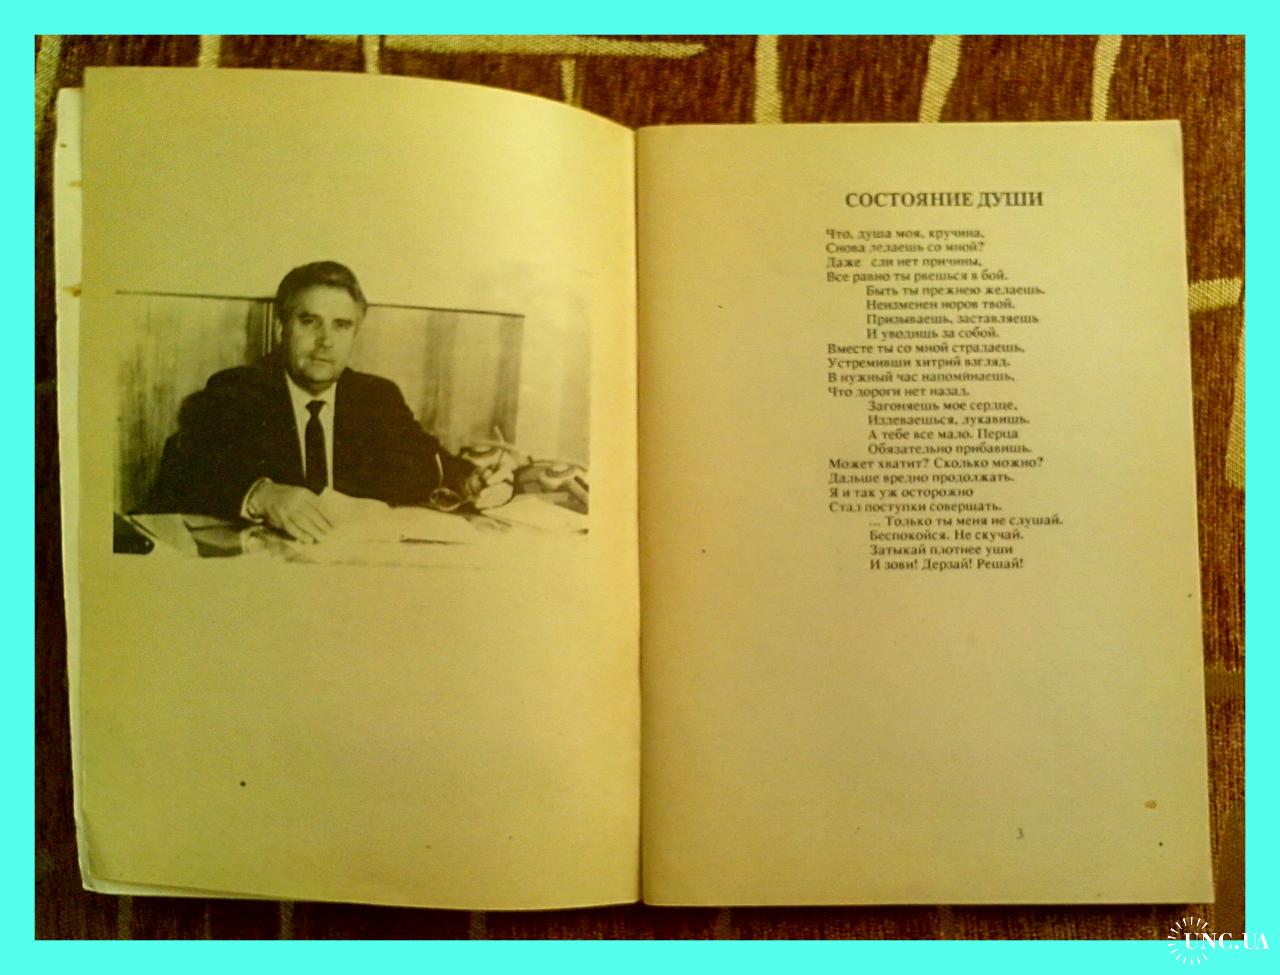 СОСТОЯНИЕ ДУШИ
Что, душа моя, кручина,
Снова делаешь со мной?
Даже сли нет причины,
Все равно ты рвешься в бой.
Быть ты прежнею желаешь.
Неизменен норов твой.
Призываешь, заставляешь
И уводишь за собой.
Вместе ты со мной страдаешь,
Устремивши хитрий взгляд.
В нужный час напоминаешь,
Что дороги нет назад.
Загоняешь мое сердце,
Издеваешься, лукавишь.
А тебе все мало. Перца
Обязательно прибавишь.
Может хватит? Сколько можно?
Дальше вредно продолжать.
Я и так уж осторожно
Стал поступки совершать.
... Только ты меня не слушай.
Беспокойся. Не скучай.
Затыкай плотнее уши
И зови! Дерзай! Решай!
3
UNC.UA